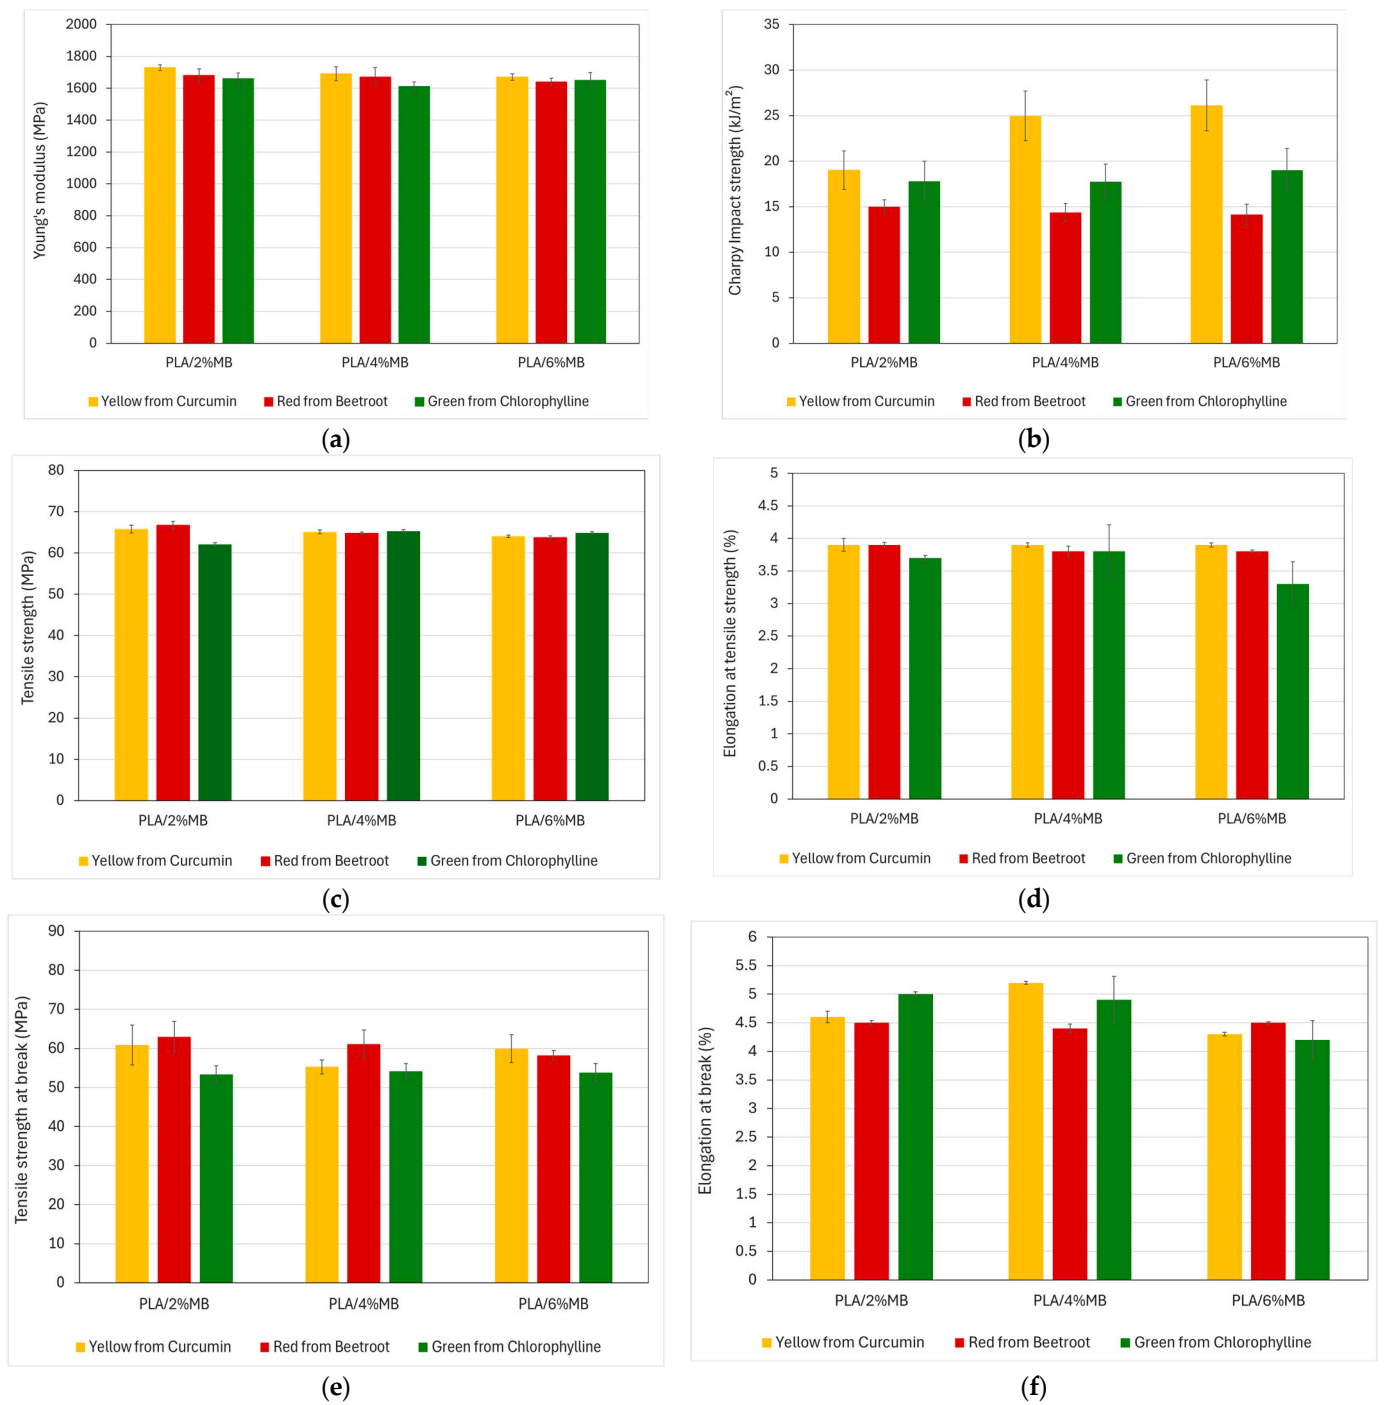 Young's modulus (MPa)
2000
1800
1600
1400
1200
1000
800
600
400
200
0
PLA/2%MB PLA/4%MB PLA/6%MB
Yellow from Curcumin Red from Beetroot Green from Chlorophylline
(a)
Charpy Impact strength (kJ/m²)
35
30
25
20
15
10
5
0
PLA/2%MB PLA/4%MB PLA/6%MB
Yellow from Curcumin Red from Beetroot Green from Chlorophylline
(b)
Tensile strength (MPa)
80
70
60
50
40
30
20
10
0
PLA/2%MB PLA/4%MB PLA/6%MB
Yellow from Curcumin Red from Beetroot Green from Chlorophylline
(c)
Elongation at tensile strength (%)
5
4.5
4
3.5
3
2.5
2
1.5
1
0.5
0
PLA/2%MB PLA/4%MB PLA/6%MB
Yellow from Curcumin Red from Beetroot Green from Chlorophylline
(d)
Tensile strength at break (MPa)
90
80
70
60
50
40
30
20
10
0
PLA/2%MB PLA/4%MB PLA/6%MB
Yellow from Curcumin Red from Beetroot Green from Chlorophylline
(e)
Elongation at break (%)
6
5.5
5
4.5
4
3.5
3
2.5
2
1.5
1
0.5
0
PLA/2%MB PLA/4%MB PLA/6%MB
Yellow from Curcumin Red from Beetroot Green from Chlorophylline
(f)